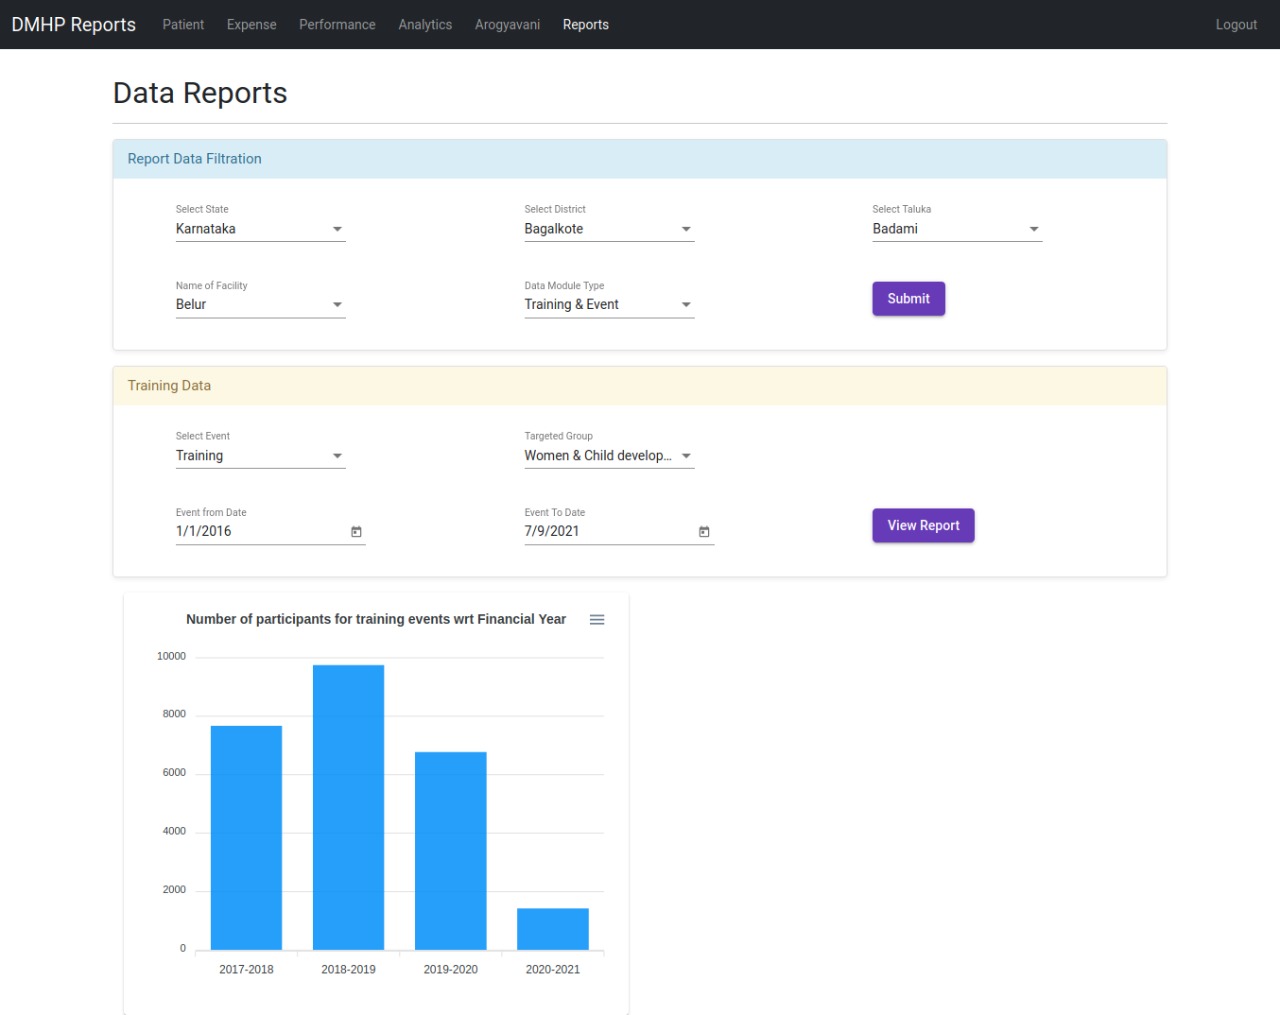 DMHP Reports Patient Expense Performance Analytics Arogyavani Reports Logout
Data Reports
Report Data Filtration
Select State Select District Select Taluka
Karnataka Bagalkote Badami
Name of Facility Data Module Type
Belur Training & Event Submit
Training Data
Select Event Targeted Group
Training Women & Child develop...
Event from Date Event To Date
1/1/2016 7/9/2021 View Report
Number of participants for training events wrt Financial Year
10000
8000
6000
4000
2000
0
2017-2018 2018-2019 2019-2020 2020-2021